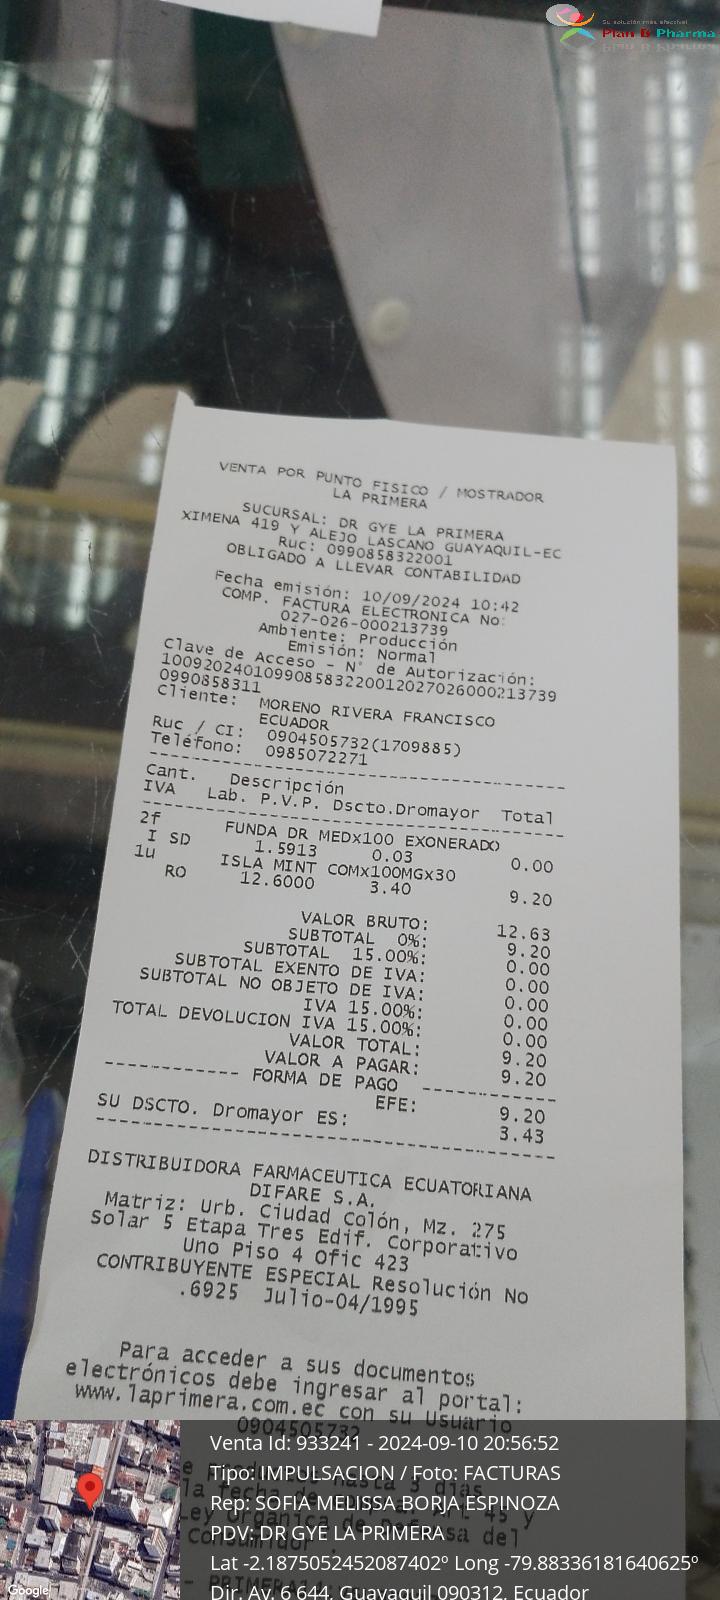 Su solución más efectiva!
Plan B Pharma
VENTA POR PUNTO FISICO / MOSTRADOR
LA PRIMERA
SUCURSAL: DR GYE LA PRIMERA
XIMENA 419 Y ALEJO LASCANO GUAYAQUIL-EC
Ruc: 0990858322001
OBLIGADO A LLEVAR CONTABILIDAD
Fecha emisión: 10/09/2024 10:42
COMP. FACTURA ELECTRONICA No:
027-026-000213739
Ambiente: Producción
Emisión: Normal
Clave de Acceso - N° de Autorización:
100920240109908583220012027026000213739
0990858311
Cliente: MORENO RIVERA FRANCISCO
ECUADOR
Ruc / CI: 0904505732(1709885)
Teléfono: 0985072271
Cant. Descripción
IVA Lab. P.V.P. Dscto.Dromayor Total
2f FUNDA DR MEDx100 EXONERADO
I SD 1.5913 0.03 0.00
1u ISLA MINT COMx100MGx30
RO 12.6000 3.40 9.20
VALOR BRUTO: 12.63
SUBTOTAL 0%: 9.20
SUBTOTAL 15.00%: 0.00
SUBTOTAL EXENTO DE IVA: 0.00
SUBTOTAL NO OBJETO DE IVA: 0.00
IVA 15.00%: 0.00
TOTAL DEVOLUCION IVA 15.00%: 0.00
VALOR TOTAL: 9.20
VALOR A PAGAR: 9.20
------------ FORMA DE PAGO ------------
EFE: 9.20
SU DSCTO. Dromayor ES: 3.43
DISTRIBUIDORA FARMACEUTICA ECUATORIANA
DIFARE S.A.
Matriz: Urb. Ciudad Colón, Mz. 275
Solar 5 Etapa Tres Edif. Corporativo
Uno Piso 4 Ofic 423
CONTRIBUYENTE ESPECIAL Resolución No
.6925 Julio-04/1995
Para acceder a sus documentos
electrónicos debe ingresar al portal:
www.laprimera.com.ec con su Usuario
0904505732
Venta Id: 933241 - 2024-09-10 20:56:52
Tipo: IMPULSACION / Foto: FACTURAS
Rep: SOFIA MELISSA BORJA ESPINOZA
PDV: DR GYE LA PRIMERA
Lat -2.1875052452087402º Long -79.88336181640625º
Dir. Av. 6 644, Guayaquil 090312, Ecuador
Google